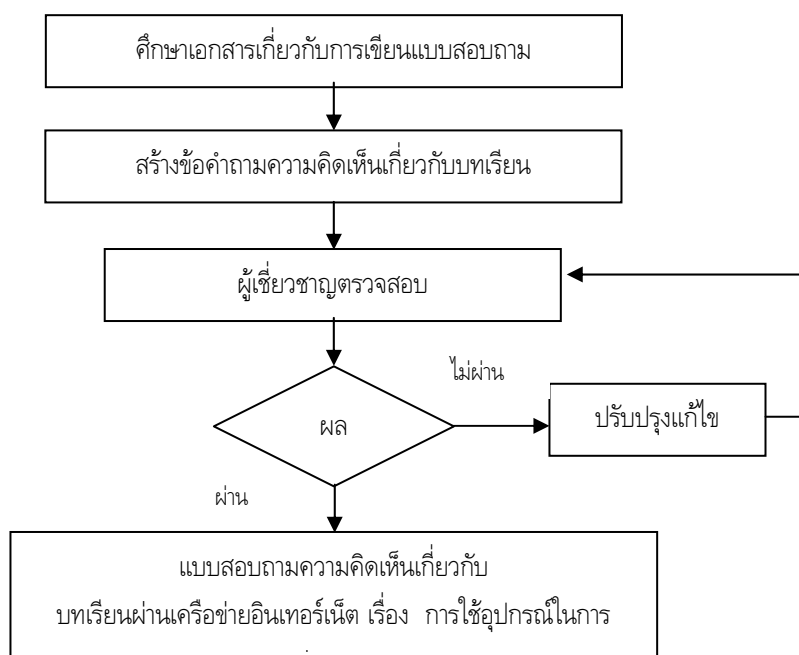 ศึกษาเอกสารเกี่ยวกับการเขียนแบบสอบถาม
สร้างข้อคำถามความคิดเห็นเกี่ยวกับบทเรียน
ผู้เชี่ยวชาญตรวจสอบ
ไม่ผ่าน
ผล
ปรับปรุงแก้ไข
ผ่าน
แบบสอบถามความคิดเห็นเกี่ยวกับ
บทเรียนผ่านเครือข่ายอินเทอร์เน็ต เรื่อง การใช้อุปกรณ์ในการ